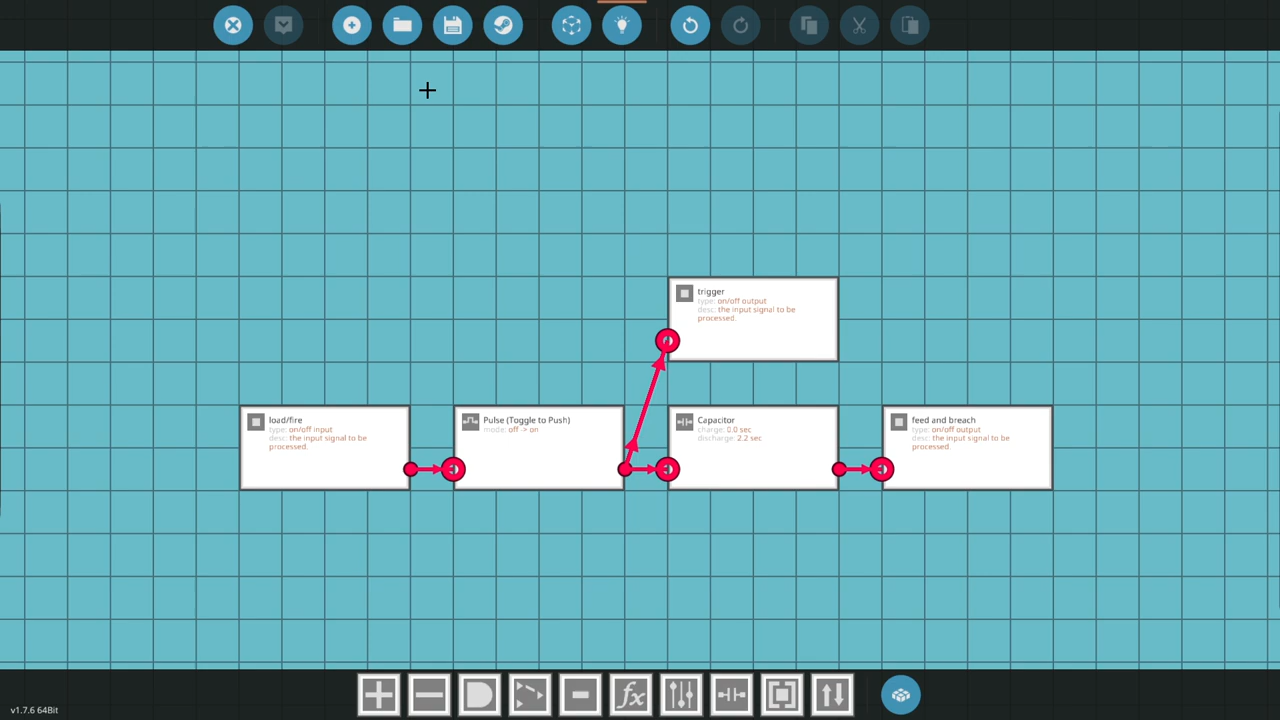 trigger
type: on/off output
desc: the input signal to be
processed.
load/fire
type: on/off input
desc: the input signal to be
processed.
Pulse (Toggle to Push)
mode: off -> on
Capacitor
charge: 0.0 sec
discharge: 2.2 sec
feed and breach
type: on/off output
desc: the input signal to be
processed.
fx
v1.7.6 64Bit